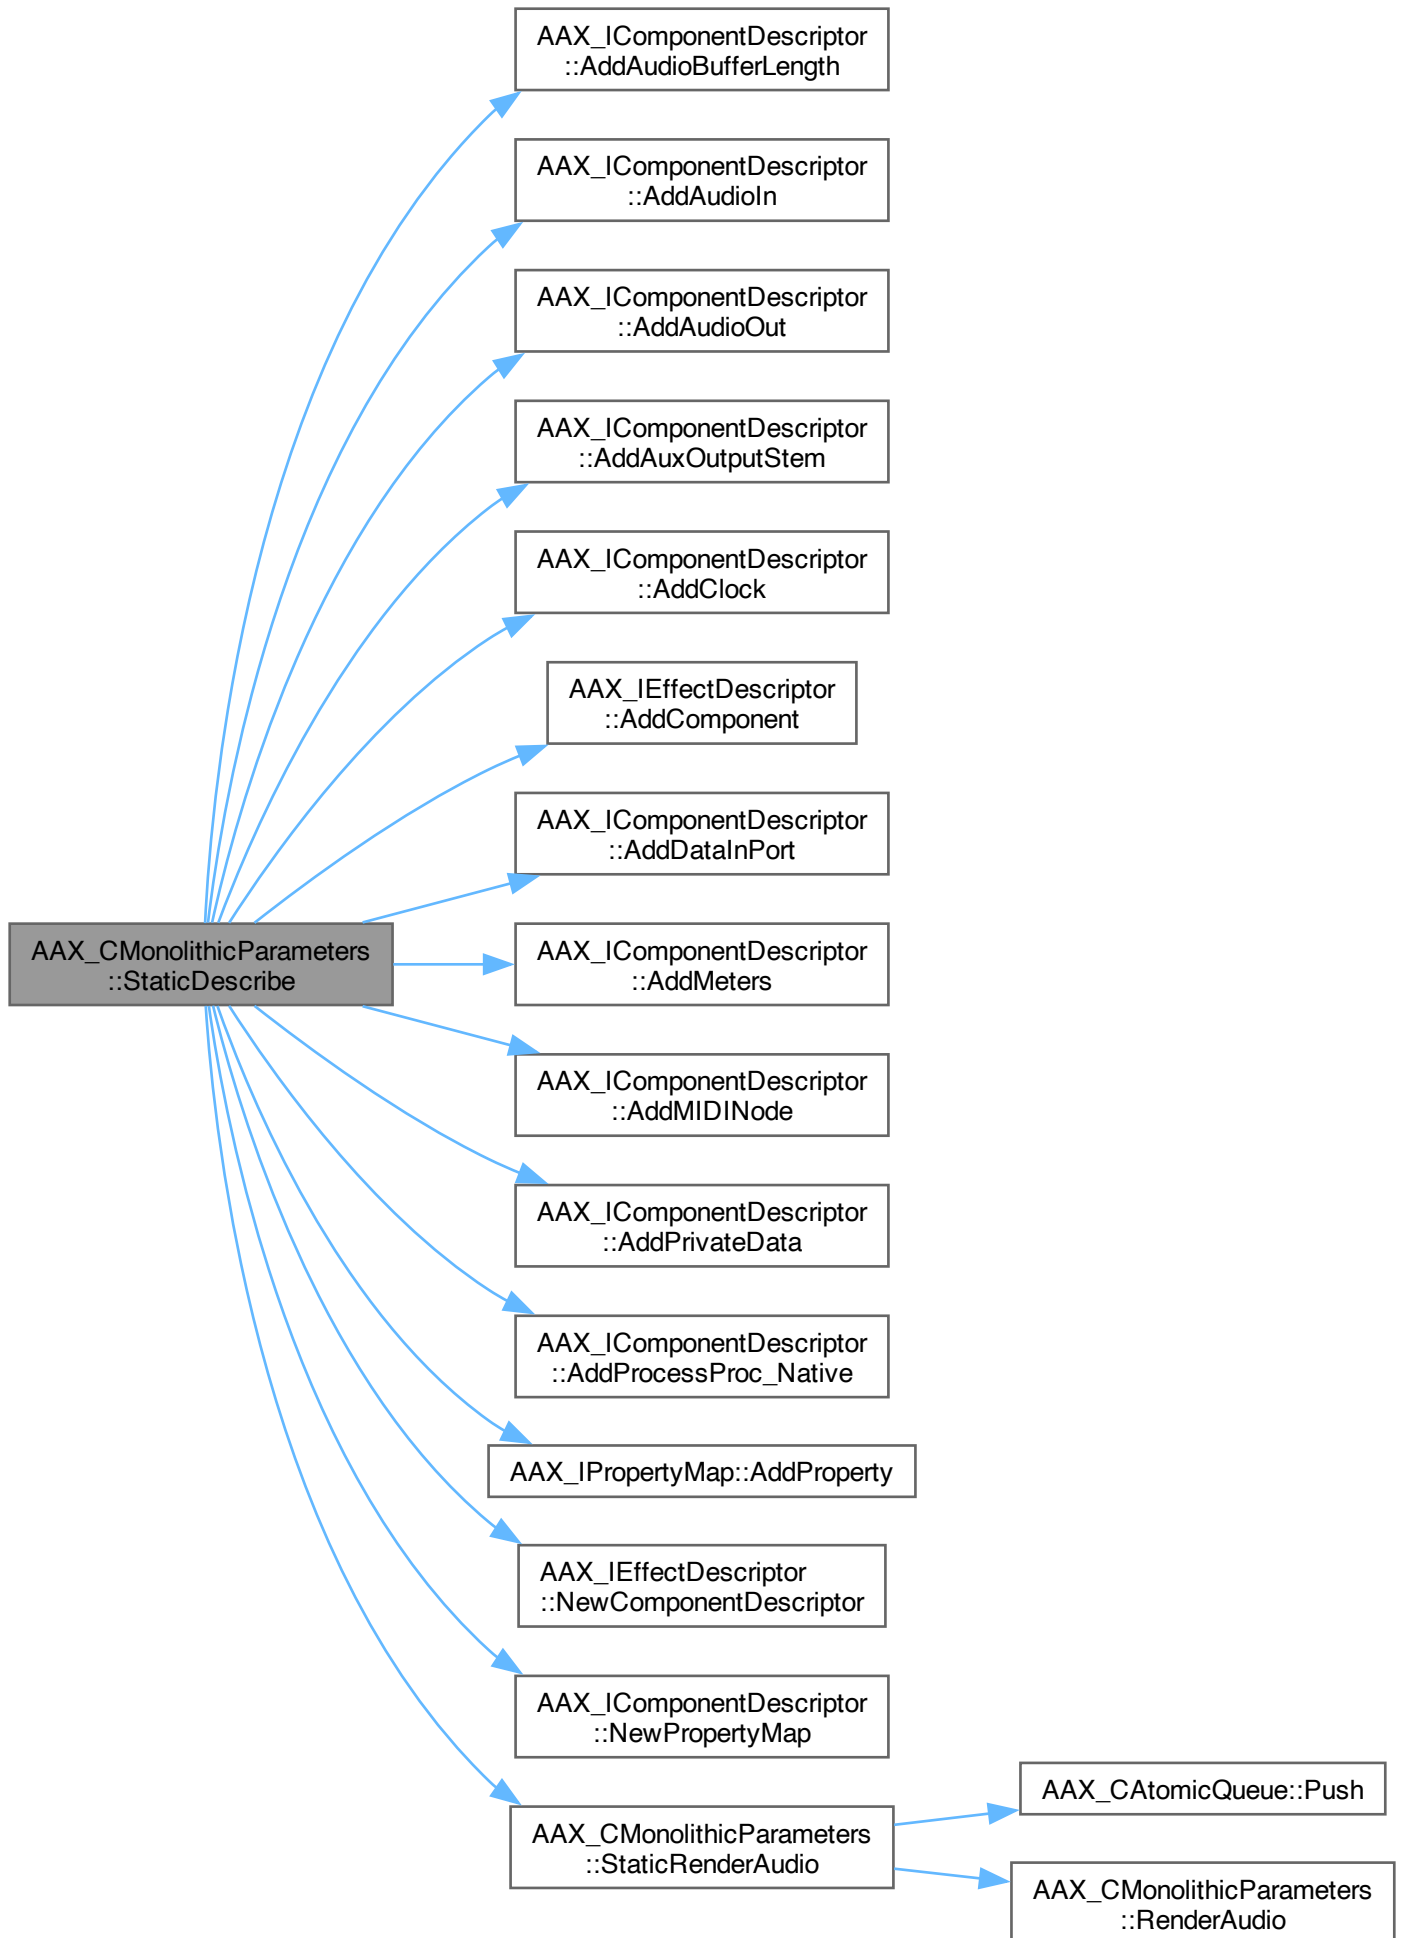 AAX_IComponentDescriptor
::AddAudioBufferLength
AAX_IComponentDescriptor
::AddAudioIn
AAX_IComponentDescriptor
::AddAudioOut
AAX_IComponentDescriptor
::AddAuxOutputStem
AAX_IComponentDescriptor
::AddClock
AAX_IEffectDescriptor
::AddComponent
AAX_IComponentDescriptor
::AddDataInPort
AAX_CMonolithicParameters
::StaticDescribe
AAX_IComponentDescriptor
::AddMeters
AAX_IComponentDescriptor
::AddMIDINode
AAX_IComponentDescriptor
::AddPrivateData
AAX_IComponentDescriptor
::AddProcessProc_Native
AAX_IPropertyMap::AddProperty
AAX_IEffectDescriptor
::NewComponentDescriptor
AAX_IComponentDescriptor
::NewPropertyMap
AAX_CMonolithicParameters
::StaticRenderAudio
AAX_CAtomicQueue::Push
AAX_CMonolithicParameters
::RenderAudio